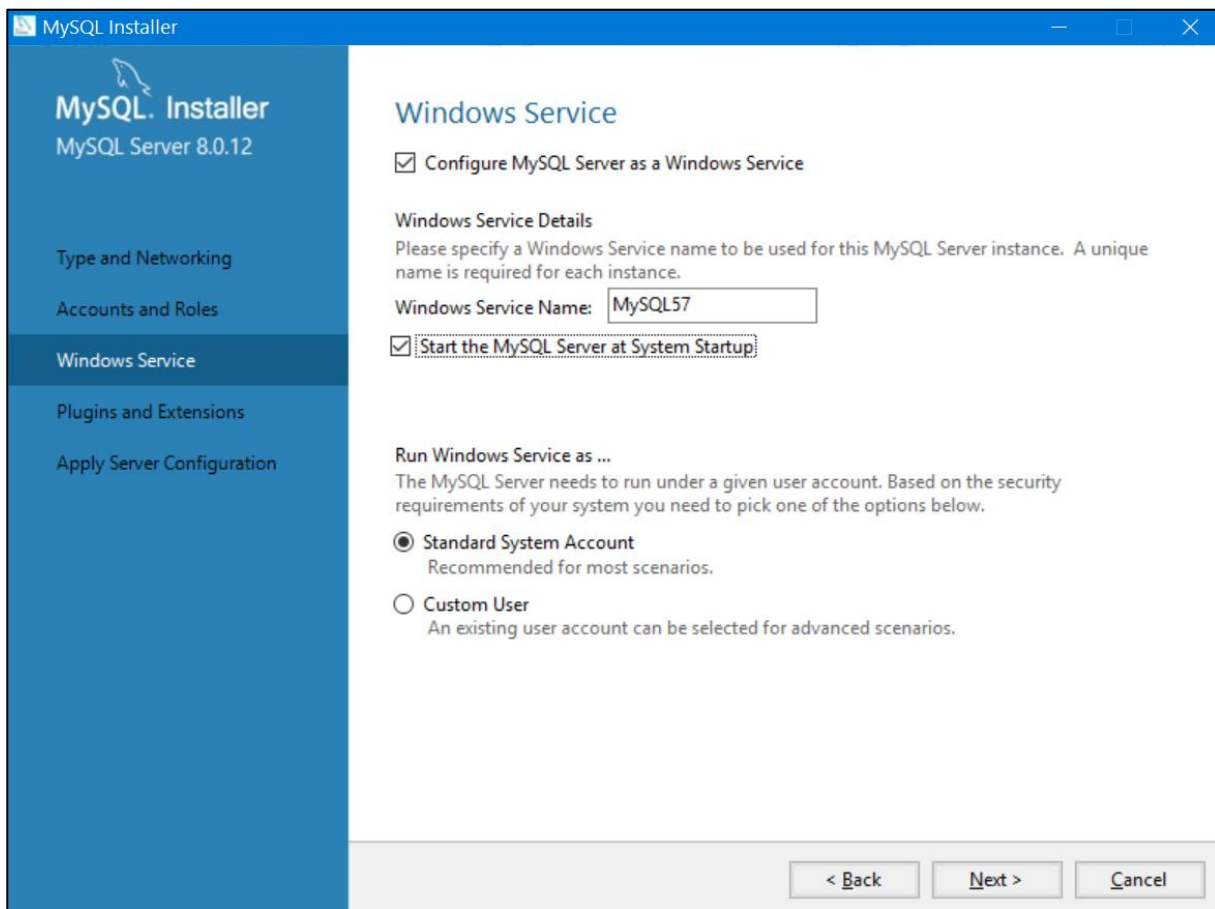 MySQL Installer
MySQL. Installer
MySQL Server 8.0.12
Type and Networking
Accounts and Roles
Windows Service
Plugins and Extensions
Apply Server Configuration
Windows Service
Configure MySQL Server as a Windows Service
Windows Service Details
Please specify a Windows Service name to be used for this MySQL Server instance. A unique
name is required for each instance.
Windows Service Name: MySQL57
Start the MySQL Server at System Startup
Run Windows Service as ...
The MySQL Server needs to run under a given user account. Based on the security
requirements of your system you need to pick one of the options below.
Standard System Account
Recommended for most scenarios.
Custom User
An existing user account can be selected for advanced scenarios.
< Back Next > Cancel